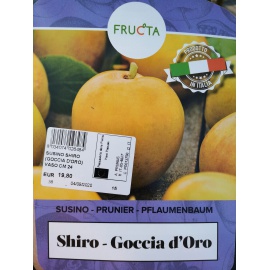 FRUCTA
PRODOTTO
IN ITALIA
SUSINO SHIRO
(GOCCIA D'ORO)
VASO CM 24
EUR 19,80
SUSINO - PRUNIER - PFLAUMENBAUM
Shiro - Goccia d'Oro